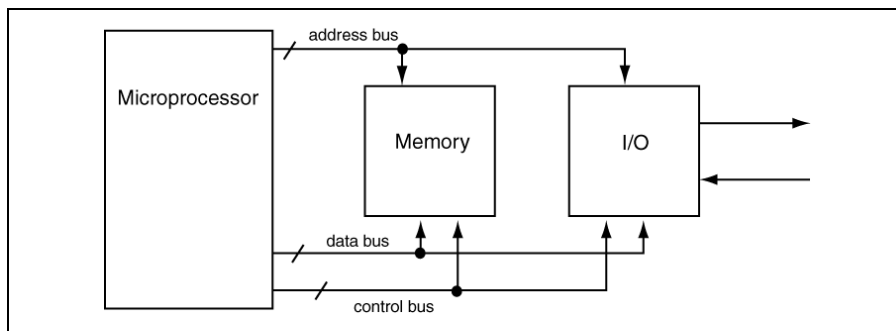 address bus
Microprocessor
Memory
I/O
data bus
control bus